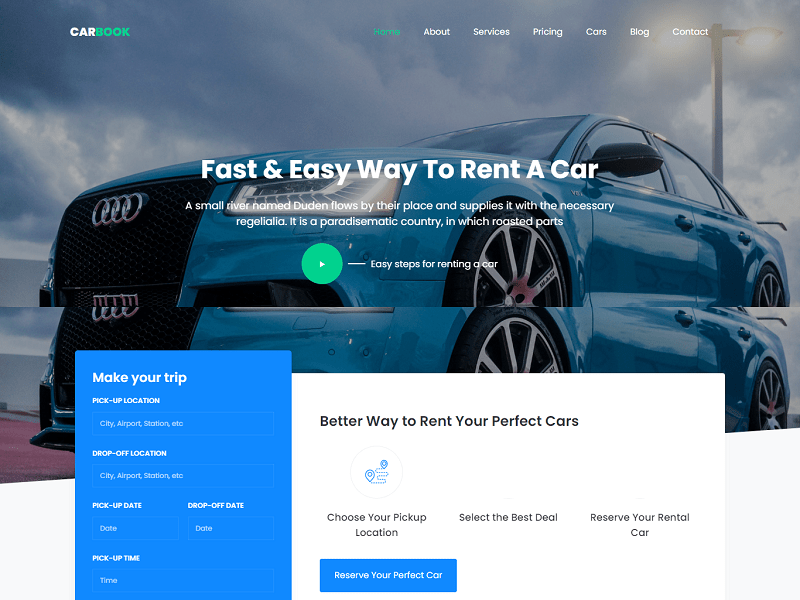 CARBOOK
Home About Services Pricing Cars Blog Contact
Fast & Easy Way To Rent A Car
A small river named Duden flows by their place and supplies it with the necessary
regelialia. It is a paradisematic country, in which roasted parts
Easy steps for renting a car
Make your trip
PICK-UP LOCATION
City, Airport, Station, etc
DROP-OFF LOCATION
City, Airport, Station, etc
PICK-UP DATE DROP-OFF DATE
Date Date
PICK-UP TIME
Time
Better Way to Rent Your Perfect Cars
Choose Your Pickup
Location
Select the Best Deal
Reserve Your Rental
Car
Reserve Your Perfect Car